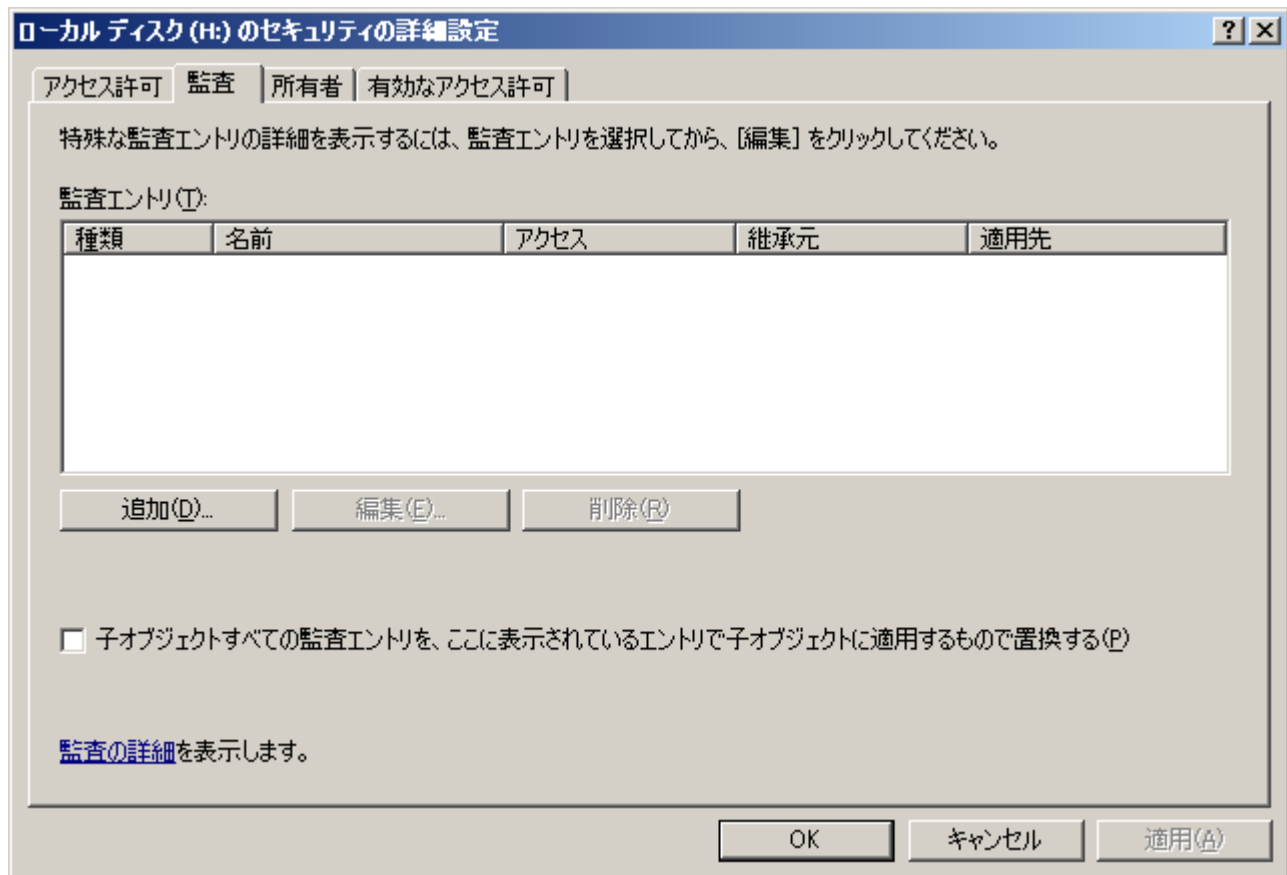 ローカル ディスク (H:) のセキュリティの詳細設定
アクセス許可 監査 所有者 有効なアクセス許可
特殊な監査エントリの詳細を表示するには、監査エントリを選択してから、[編集] をクリックしてください。
監査エントリ(T):
種類 名前 アクセス 継承元 適用先
追加(D)... 編集(E)... 削除(R)
子オブジェクトすべての監査エントリを、ここに表示されているエントリで子オブジェクトに適用するもので置換する(P)
監査の詳細を表示します。
OK キャンセル 適用(A)